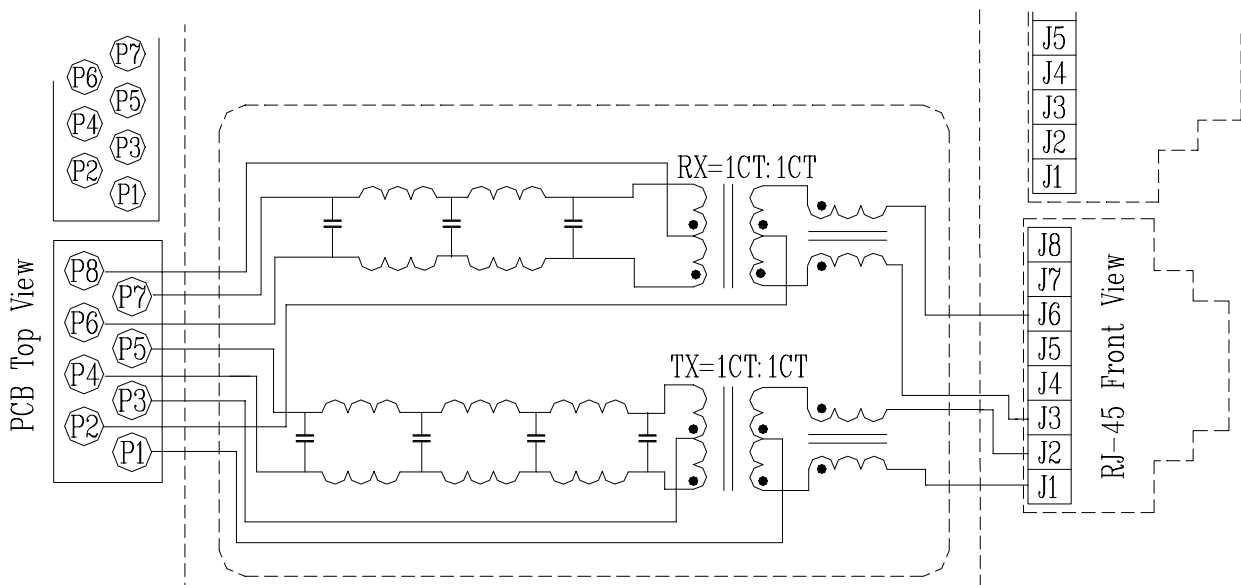 P7
P6
P5
P4
P3
P2
P1
PCB Top View
P8
P7
P6
P5
P4
P3
P2
P1
RX=1CT:1CT
TX=1CT:1CT
J5
J4
J3
J2
J1
J8
J7
J6
J5
J4
J3
J2
J1
RJ-45 Front View